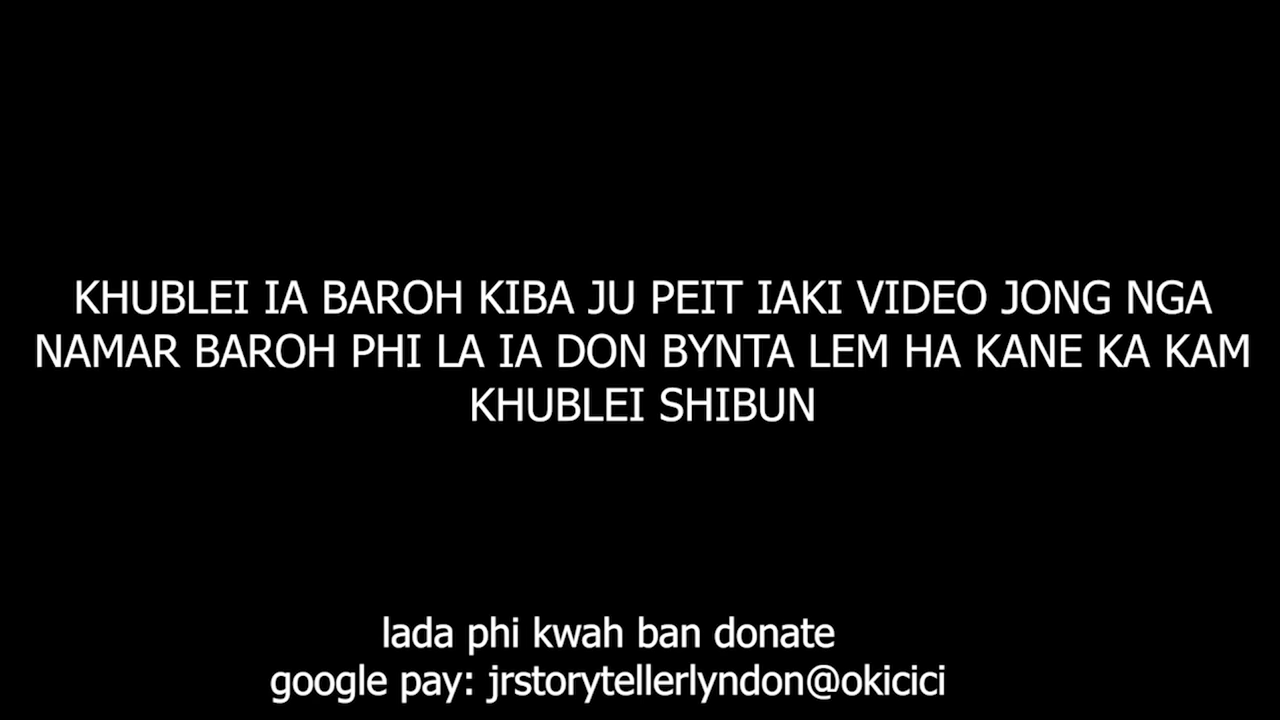 KHUBLEI IA BAROH KIBA JU PEIT IAKI VIDEO JONG NGA
NAMAR BAROH PHI LA IA DON BYNTA LEM HA KANE KA KAM
KHUBLEI SHIBUN
lada phi kwah ban donate
google pay: jrstorytellerlyndon@okicici